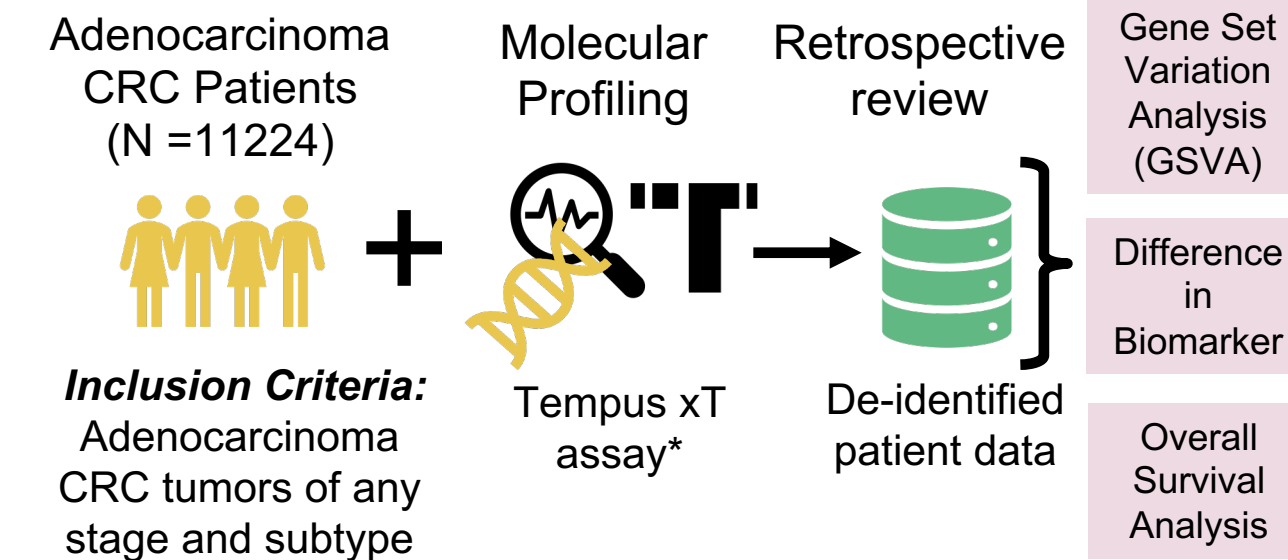 Adenocarcinoma
CRC Patients
(N =11224)
Inclusion Criteria:
Adenocarcinoma
CRC tumors of any
stage and subtype
Molecular
Profiling
"T"
Tempus xT
assay*
Retrospective
review
De-identified
patient data
Gene Set
Variation
Analysis
(GSVA)
Difference
in
Biomarker
Overall
Survival
Analysis